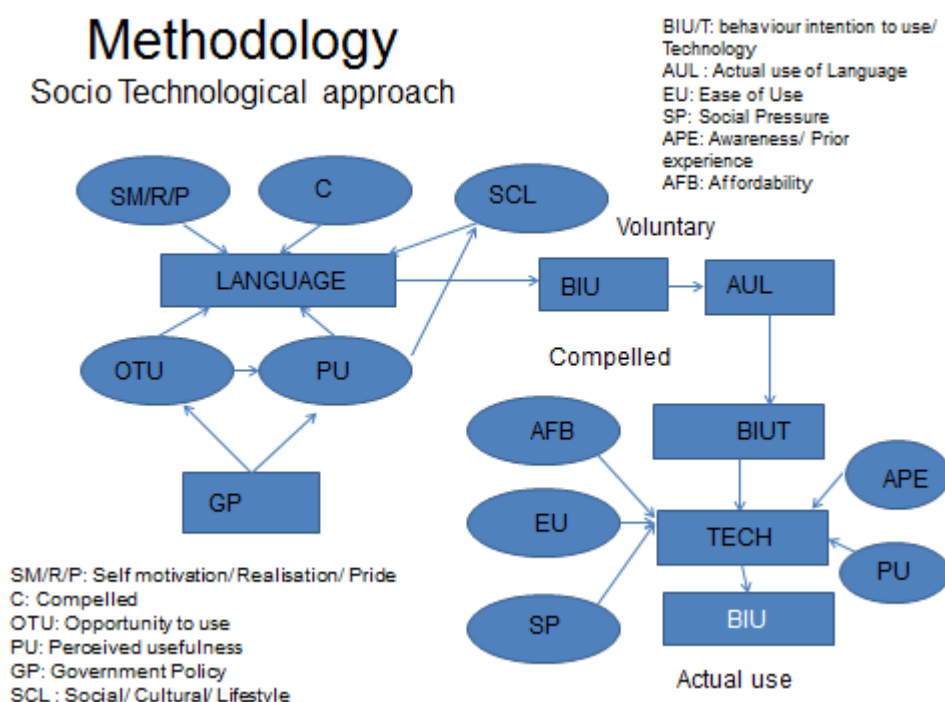 Methodology
Socio Technological approach
BIU/T: behaviour intention to use/
Technology
AUL : Actual use of Language
EU: Ease of Use
SP: Social Pressure
APE: Awareness/ Prior
experience
AFB: Affordability
SM/R/P
C
SCL
Voluntary
LANGUAGE
BIU
AUL
OTU
PU
Compelled
AFB
BIUT
APE
GP
EU
TECH
PU
SP
BIU
Actual use
SM/R/P: Self motivation/ Realisation/ Pride
C: Compelled
OTU: Opportunity to use
PU: Perceived usefulness
GP: Government Policy
SCL : Social/ Cultural/ Lifestyle